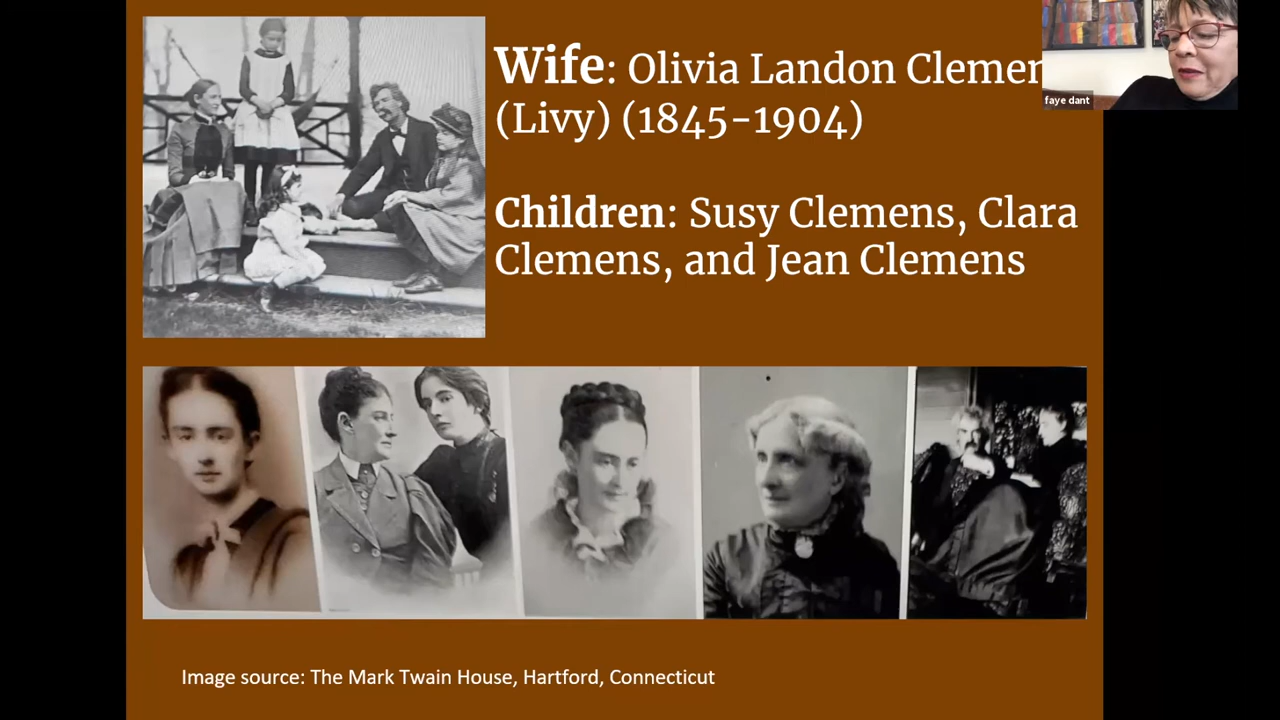 Wife: Olivia Landon Clemen
(Livy) (1845-1904)
Children: Susy Clemens, Clara
Clemens, and Jean Clemens
faye dant
Image source: The Mark Twain House, Hartford, Connecticut